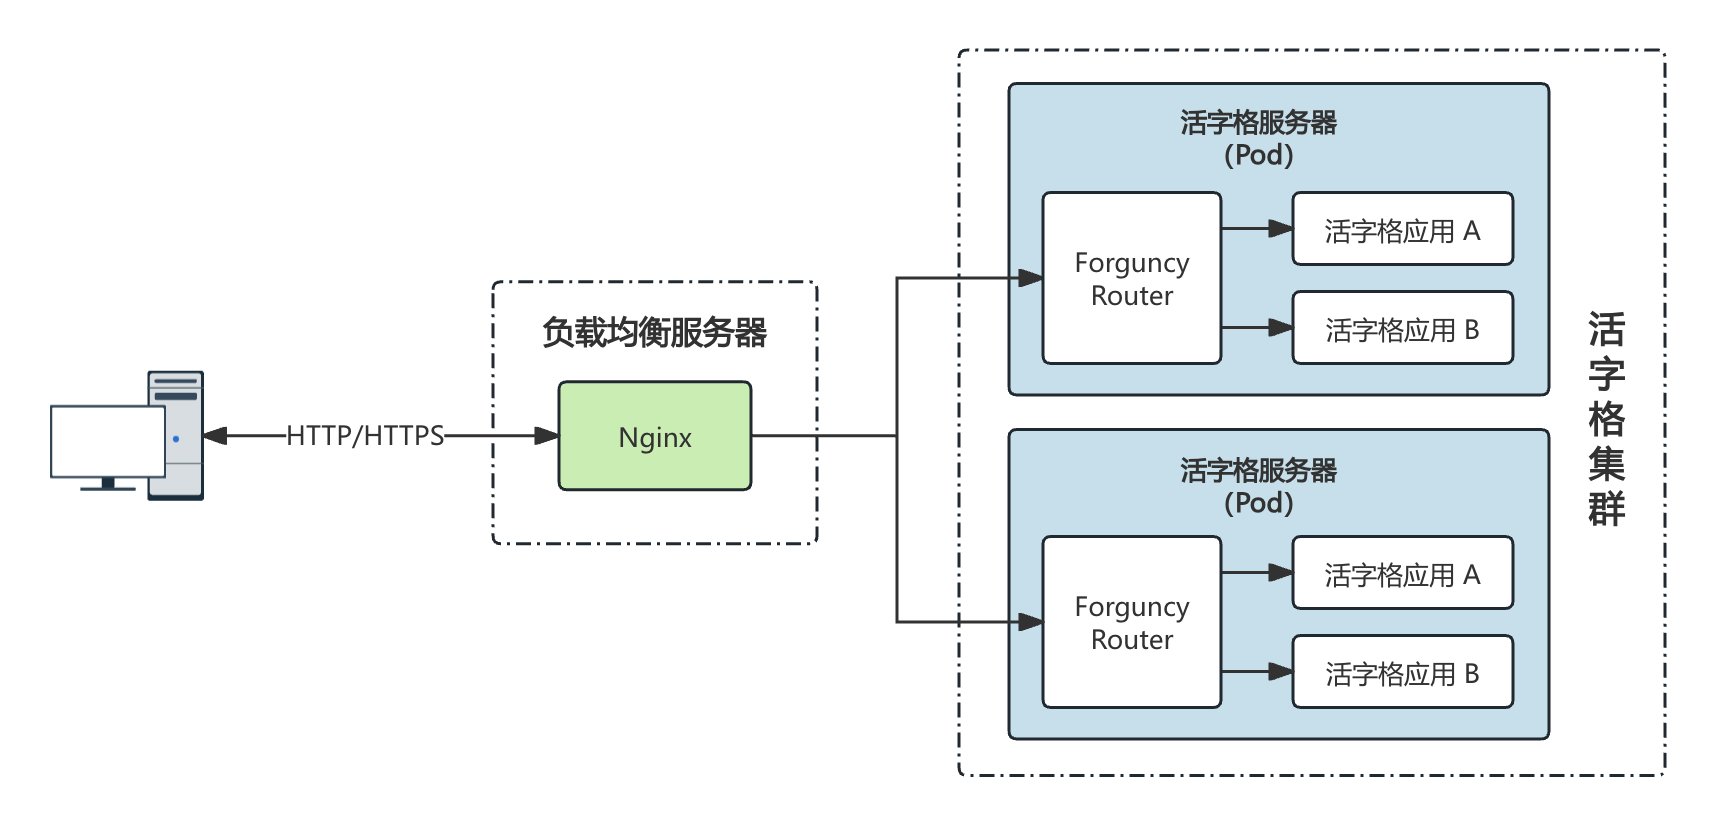 HTTP/HTTPS
负载均衡服务器
Nginx
活字格服务器
(Pod)
Forguncy
Router
活字格应用 A
活字格应用 B
活字格服务器
(Pod)
Forguncy
Router
活字格应用 A
活字格应用 B
活字格集群